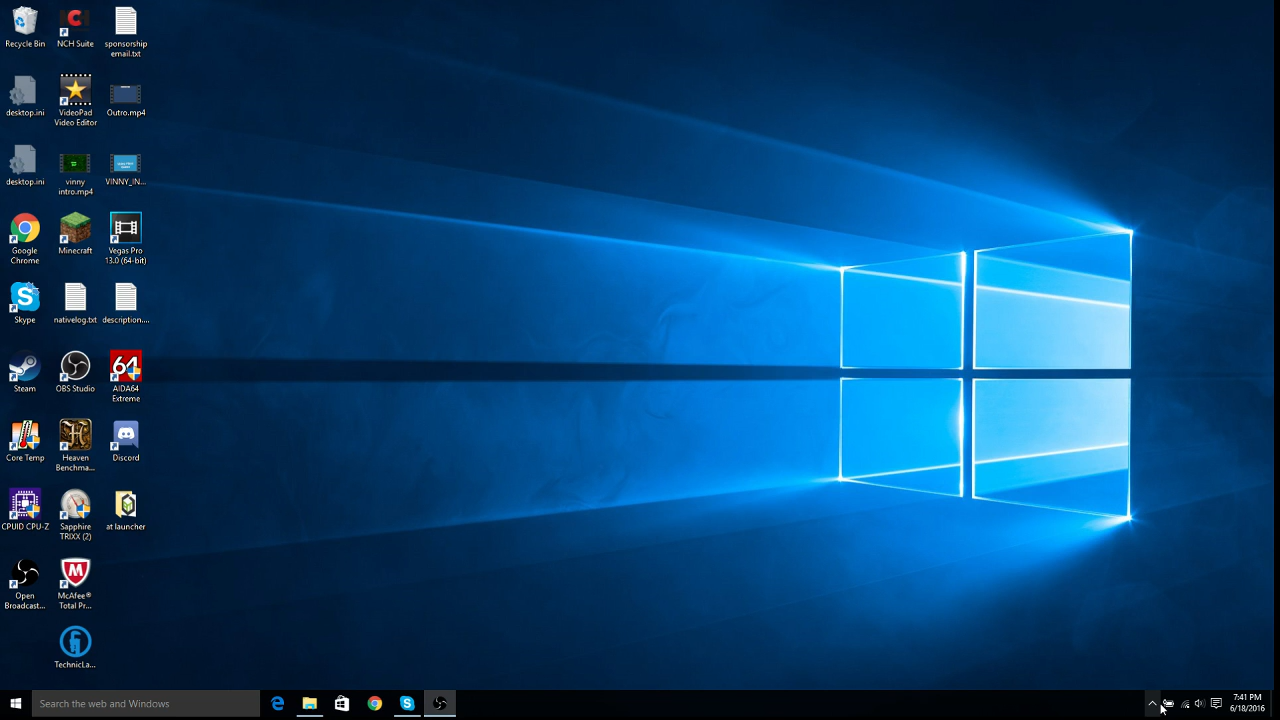 Recycle Bin
NCH Suite
sponsorship
email.txt
desktop.ini
VideoPad
Video Editor
Outro.mp4
desktop.ini
vinny
intro.mp4
VINNY_IN...
Google
Chrome
Minecraft
Vegas Pro
13.0 (64-bit)
Skype
nativelog.txt
description....
Steam
OBS Studio
64
AIDA64
Extreme
Core Temp
Heaven
Benchma...
Discord
CPUID CPU-Z
Sapphire
TRIXX (2)
at launcher
Open
Broadcast...
McAfee®
Total Pr...
TechnicLa...
Search the web and Windows
7:41 PM
6/18/2016